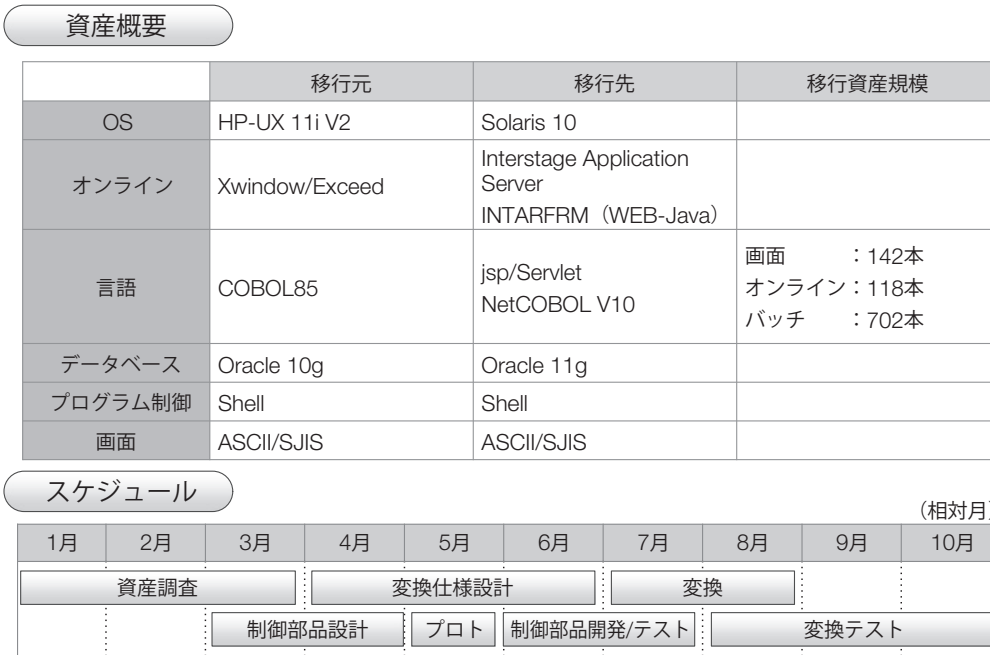 資産概要
移行元 移行先 移行資産規模
OS HP-UX 11i V2 Solaris 10
オンライン Xwindow/Exceed Interstage Application
Server
INTARFRM（WEB-Java）
言語 COBOL85 jsp/Servlet
NetCOBOL V10
画面 ：142本
オンライン：118本
バッチ ：702本
データベース Oracle 10g Oracle 11g
プログラム制御 Shell Shell
画面 ASCII/SJIS ASCII/SJIS
スケジュール
（相対月）
1月 2月 3月 4月 5月 6月 7月 8月 9月 10月
資産調査 変換仕様設計 変換
制御部品設計 プロト 制御部品開発/テスト 変換テスト